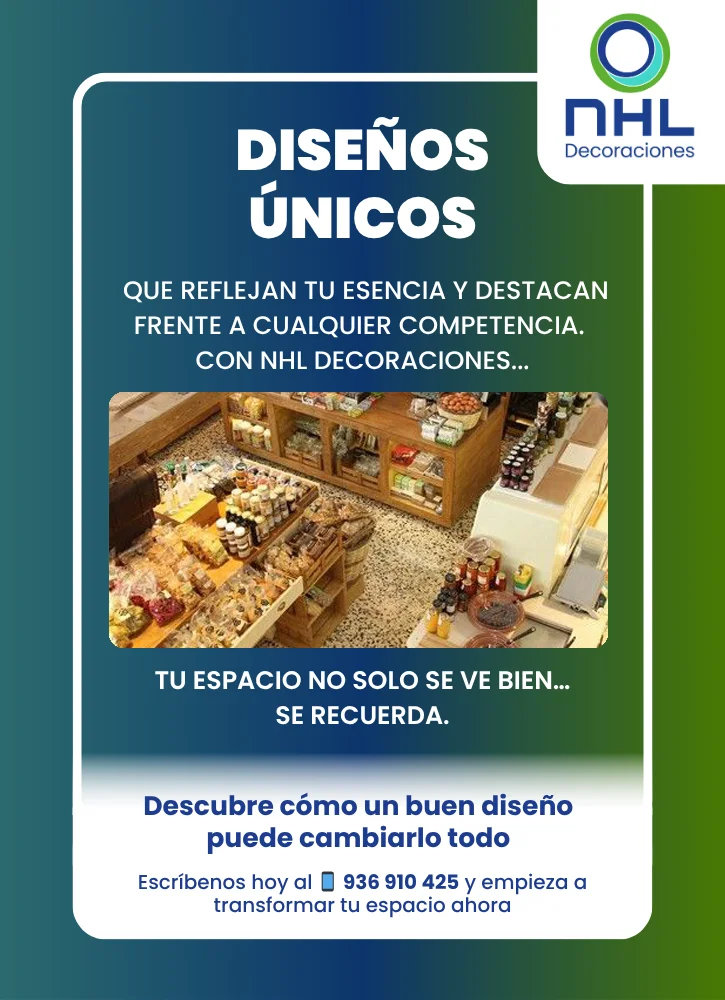 NHL
Decoraciones
DISEÑOS
ÚNICOS
QUE REFLEJAN TU ESENCIA Y DESTACAN
FRENTE A CUALQUIER COMPETENCIA.
CON NHL DECORACIONES...
TU ESPACIO NO SOLO SE VE BIEN...
SE RECUERDA.
Descubre cómo un buen diseño
puede cambiarlo todo
Escríbenos hoy al 📱 936 910 425 y empieza a
transformar tu espacio ahora